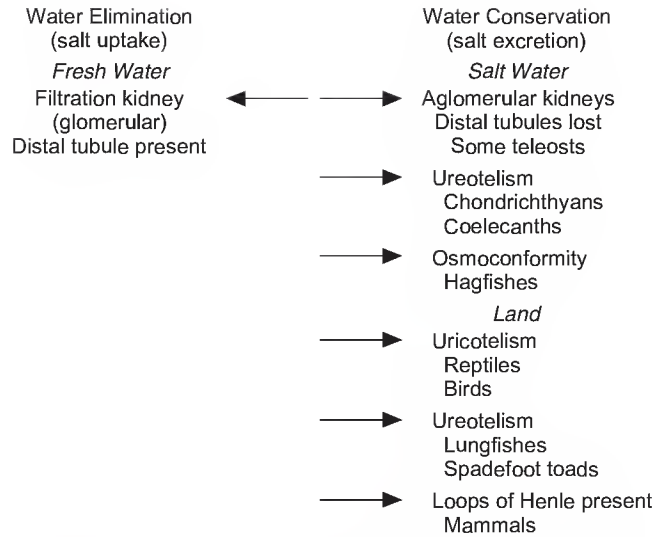 Water Elimination
(salt uptake)
Fresh Water
Filtration kidney
(glomerular)
Distal tubule present
Water Conservation
(salt excretion)
Salt Water
Aglomerular kidneys
Distal tubules lost
Some teleosts
Ureotelism
Chondrichthyans
Coelecanths
Osmoconformity
Hagfishes
Land
Uricotelism
Reptiles
Birds
Ureotelism
Lungfishes
Spadefoot toads
Loops of Henle present
Mammals